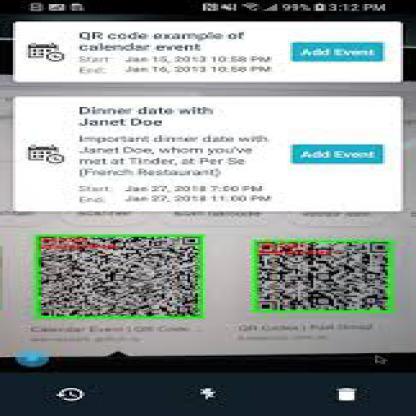 99% 3:12 PM
QR code example of
calendar event
Start: Jan 15, 2013 10:58 PM
End: Jan 16, 2013 10:58 PM
Add Event
Dinner date with
Janet Doe
Important dinner date with
Janet Doe, whom you've
met at Tinder, at Per Se
(French Restaurant)
Start: Jan 27, 2018 7:00 PM
End: Jan 27, 2018 11:00 PM
Add Event
Calendar Event | QR Code ...
QR Codes |